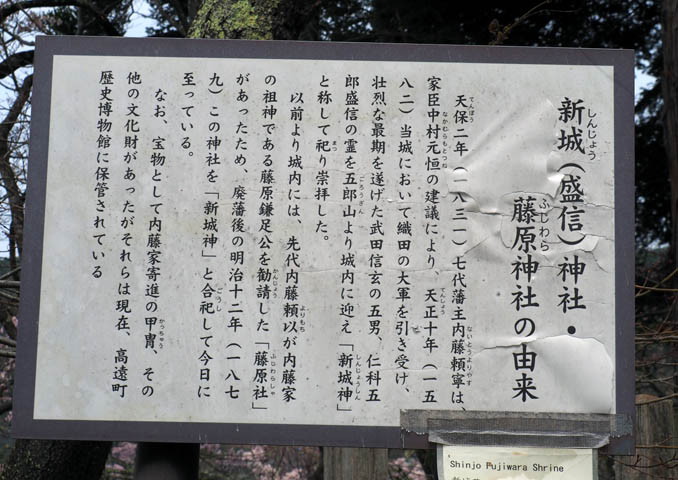 新城（盛信）神社・
藤原神社の由来
天保二年（一八三一）七代藩主内藤頼寧は、
家臣中村元恒の建議により、天正十年（一五
八二）当城において織田の大軍を引き受け、
壮烈な最期を遂げた武田信玄の五男、仁科五
郎盛信の霊を五郎山より城内に迎え「新城神」
と称して祀り崇拝した。
以前より城内には、先代内藤頼以が内藤家
の祖神である藤原鎌足公を勧請した「藤原社」
があったため、廃藩後の明治十二年（一八七
九）この神社を「新城神」と合祀して今日に
至っている。
なお、宝物として内藤家寄進の甲冑、その
他の文化財があったがそれらは現在、高遠町
歴史博物館に保管されている
Shinjo Fujiwara Shrine